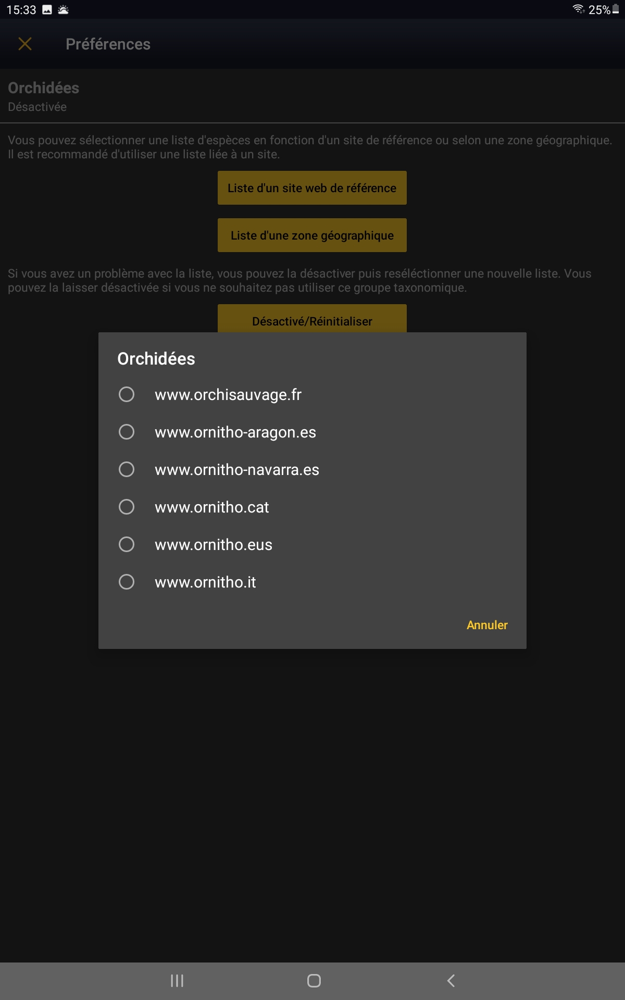 15:33
25%
Préférences
Orchidées
Désactivée
Vous pouvez sélectionner une liste d'espèces en fonction d'un site de référence ou selon une zone géographique.
Il est recommandé d'utiliser une liste liée à un site.
Liste d'un site web de référence
Liste d'une zone géographique
Si vous avez un problème avec la liste, vous pouvez la désactiver puis reséléctionner une nouvelle liste. Vous
pouvez la laisser désactivée si vous ne souhaitez pas utiliser ce groupe taxonomique.
Désactivé/Réinitialiser
Orchidées
www.orchisauvage.fr
www.ornitho-aragon.es
www.ornitho-navarra.es
www.ornitho.cat
www.ornitho.eus
www.ornitho.it
Annuler